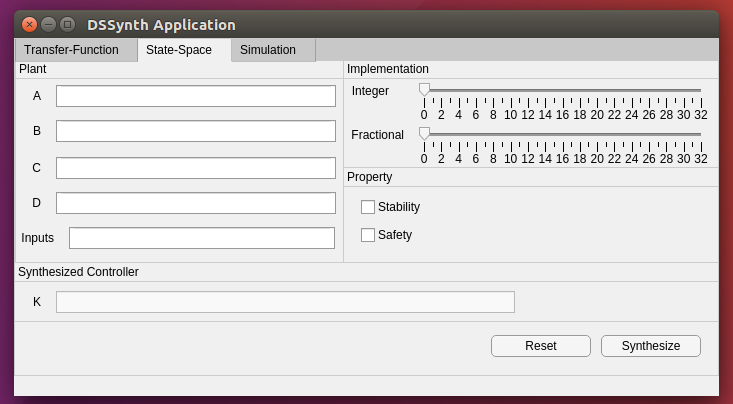 DSSynth Application
Transfer-Function State-Space Simulation
Plant
A
B
C
D
Inputs
Implementation
Integer
0 2 4 6 8 10 12 14 16 18 20 22 24 26 28 30 32
Fractional
0 2 4 6 8 10 12 14 16 18 20 22 24 26 28 30 32
Property
Stability
Safety
Synthesized Controller
K
Reset Synthesize